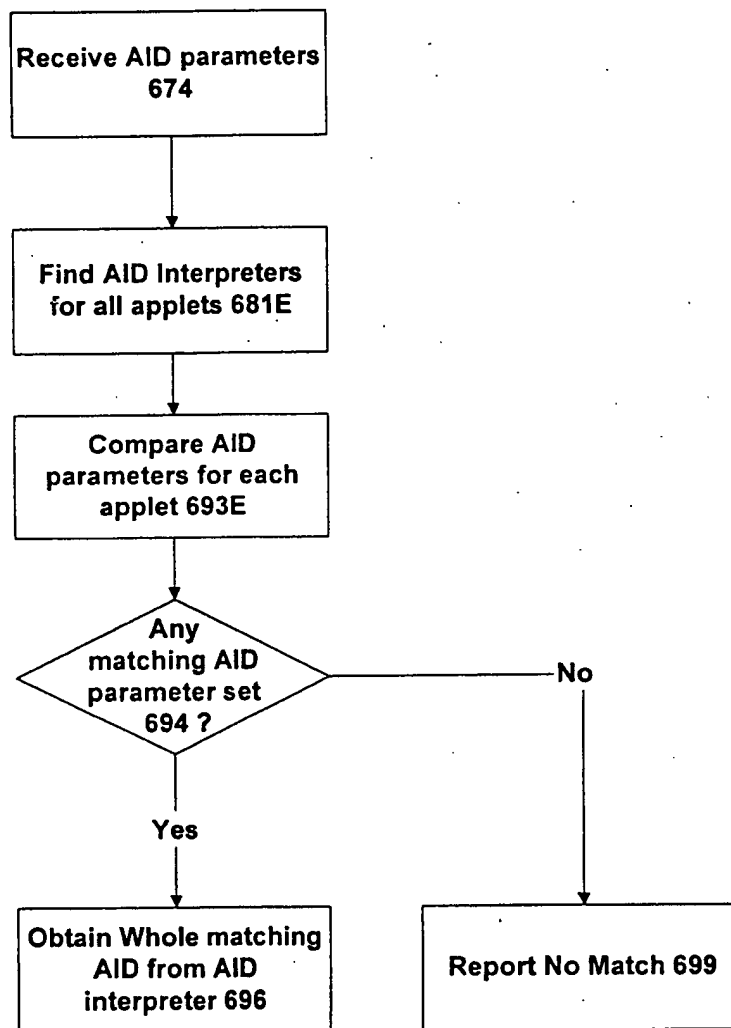 Receive AID parameters
674
Find AID Interpreters
for all applets 681E
Compare AID
parameters for each
applet 693E
Any
matching AID
parameter set
694 ?
No
Yes
Obtain Whole matching
AID from AID
interpreter 696
Report No Match 699